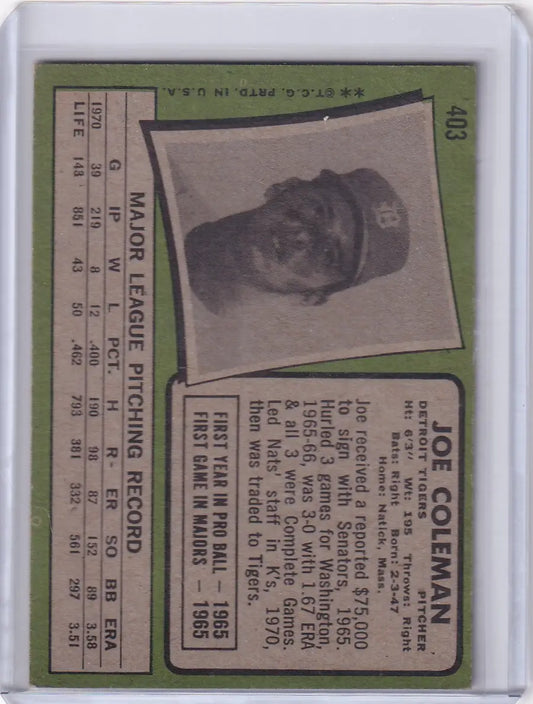 403
**©T.C.G. PRTD. IN U.S.A.
JOE COLEMAN
DETROIT TIGERS PITCHER
Ht: 6'3" Wt: 195 Throws: Right
Bats: Right Born: 2-3-47
Home: Natick, Mass.
Joe received a reported $75,000
to sign with Senators, 1965
Hurled 3 games for Washington,
1965-66, was 3-0 with 1.67 ERA
& all 3 were Complete Games.
Led Nats' staff in K's, 1970,
then was traded to Tigers.
FIRST YEAR IN PRO BALL — 1965
FIRST GAME IN MAJORS — 1965
MAJOR LEAGUE PITCHING RECORD
G IP W L PCT. H R - ER SO BB ERA
1970 39 219 8 12 .400 190 98 87 152 89 3.58
LIFE 148 851 43 50 .462 793 381 332 561 297 3.51